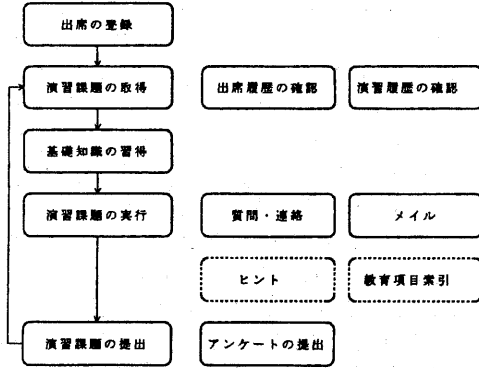 出席の登録
演習課題の取得
出席履歴の確認
演習履歴の確認
基礎知識の習得
演習課題の実行
質問・連絡
メイル
ヒント
教育項目索引
演習課題の提出
アンケートの提出